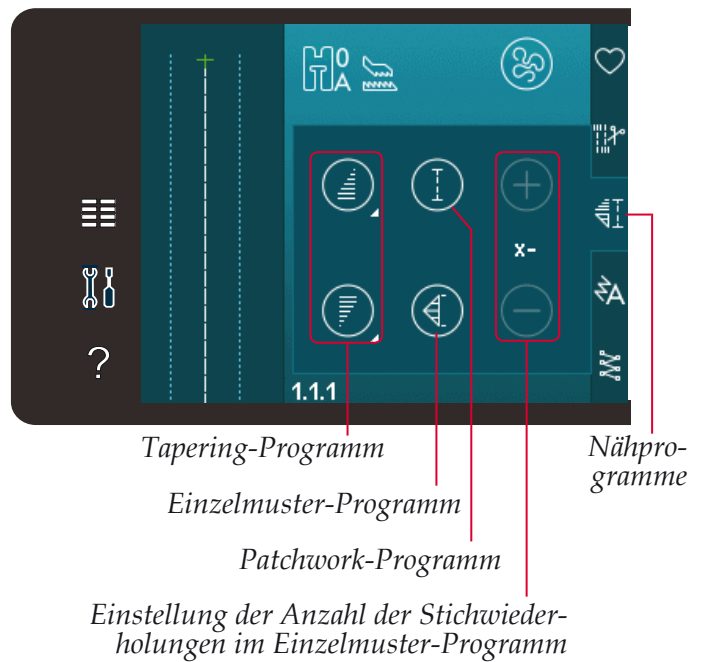 0
A
x-
A
?
1.1.1
Tapering-Programm
Nähpro-
gramme
Einzelmuster-Programm
Patchwork-Programm
Einstellung der Anzahl der Stichwieder-
holungen im Einzelmuster-Programm